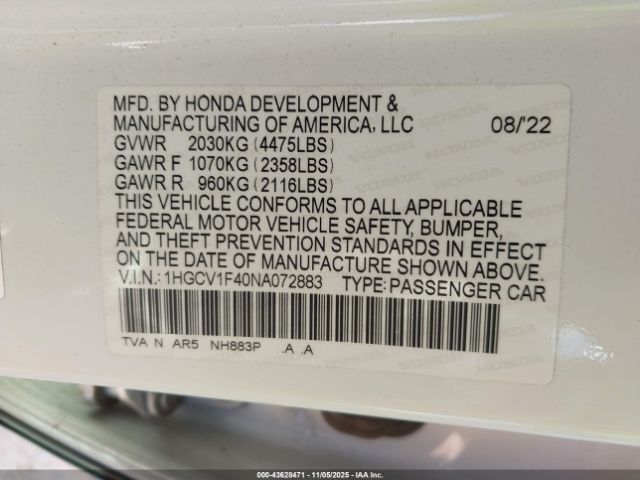 MFD. BY HONDA DEVELOPMENT &
MANUFACTURING OF AMERICA, LLC 08/'22
GVWR 2030KG (4475LBS)
GAWR F 1070KG (2358LBS)
GAWR R 960KG (2116LBS)
THIS VEHICLE CONFORMS TO ALL APPLICABLE
FEDERAL MOTOR VEHICLE SAFETY, BUMPER,
AND THEFT PREVENTION STANDARDS IN EFFECT
ON THE DATE OF MANUFACTURE SHOWN ABOVE.
V.I.N.: 1HGCV1F40NA072883 TYPE: PASSENGER CAR
TVA N AR5 NH883P .A .A
000-43628471 - 11/05/2025 - IAA Inc.